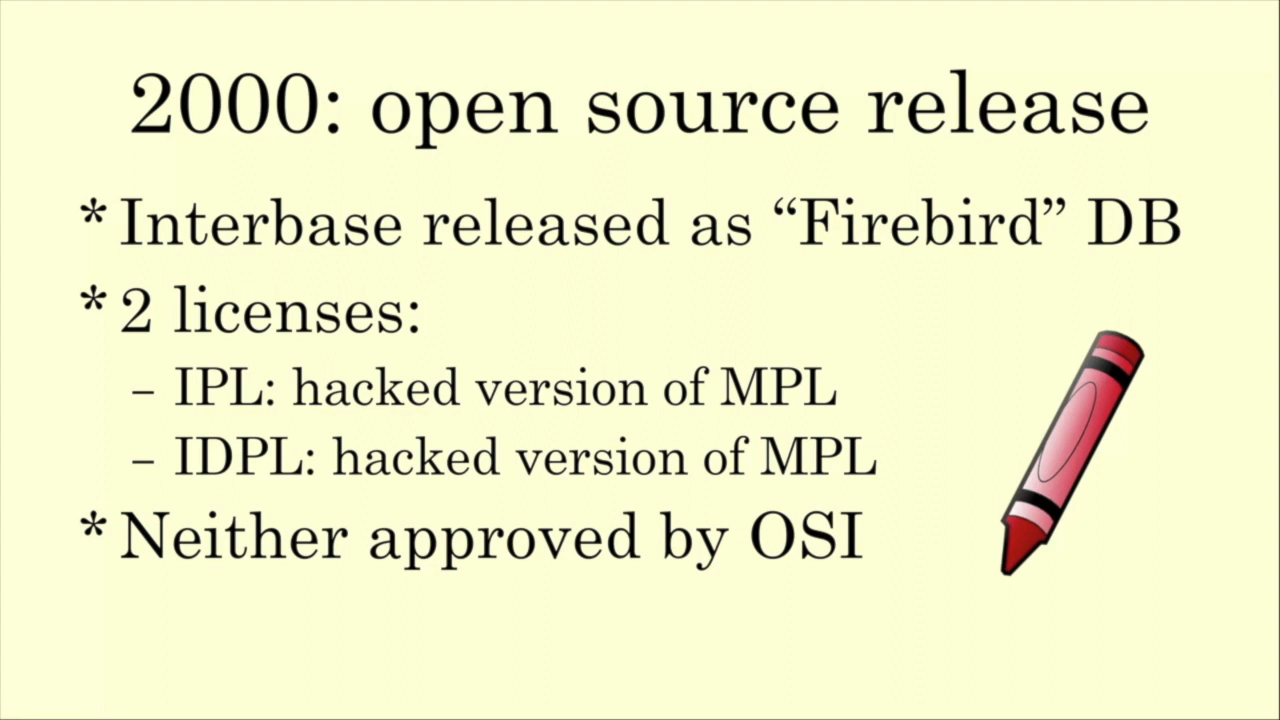 2000: open source release
* Interbase released as “Firebird” DB
* 2 licenses:
– IPL: hacked version of MPL
– IDPL: hacked version of MPL
* Neither approved by OSI